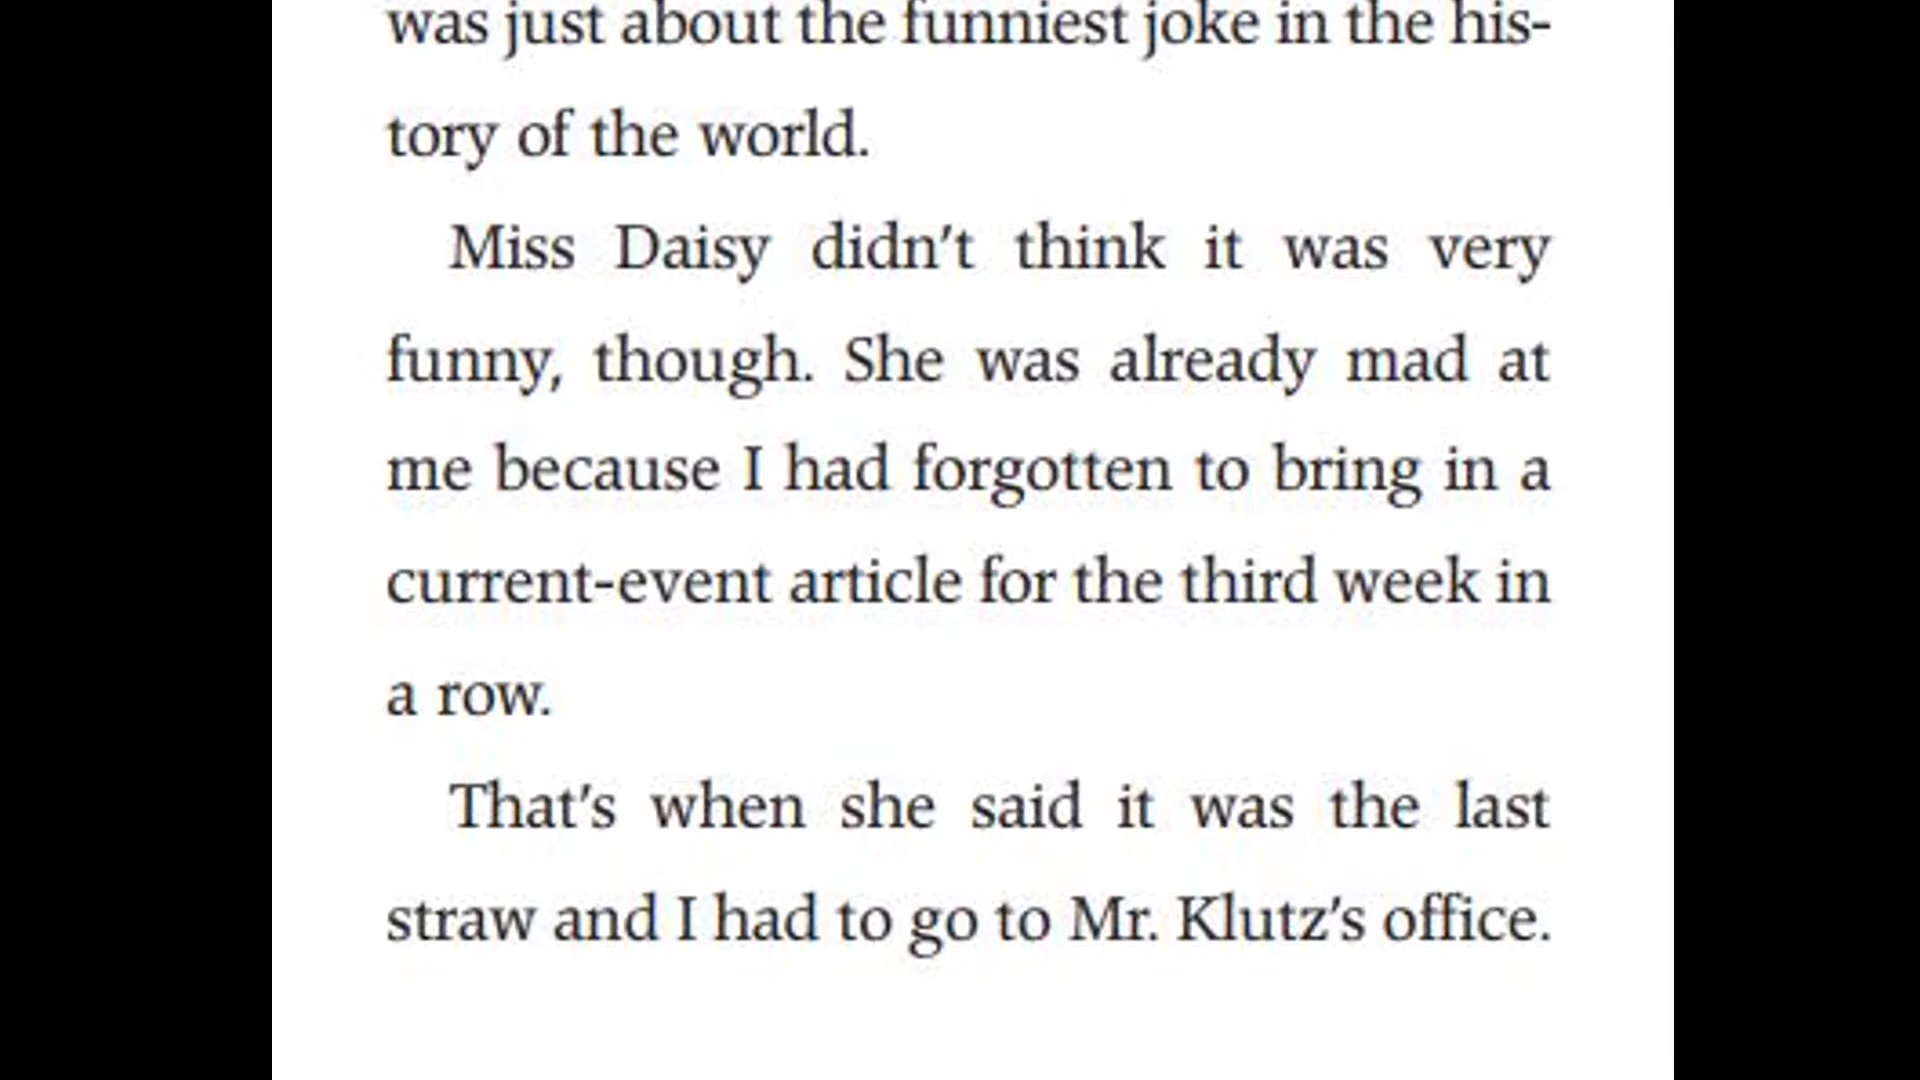 was just about the funniest joke in the his-
tory of the world.
Miss Daisy didn't think it was very
funny, though. She was already mad at
me because I had forgotten to bring in a
current-event article for the third week in
a row.
That's when she said it was the last
straw and I had to go to Mr. Klutz's office.